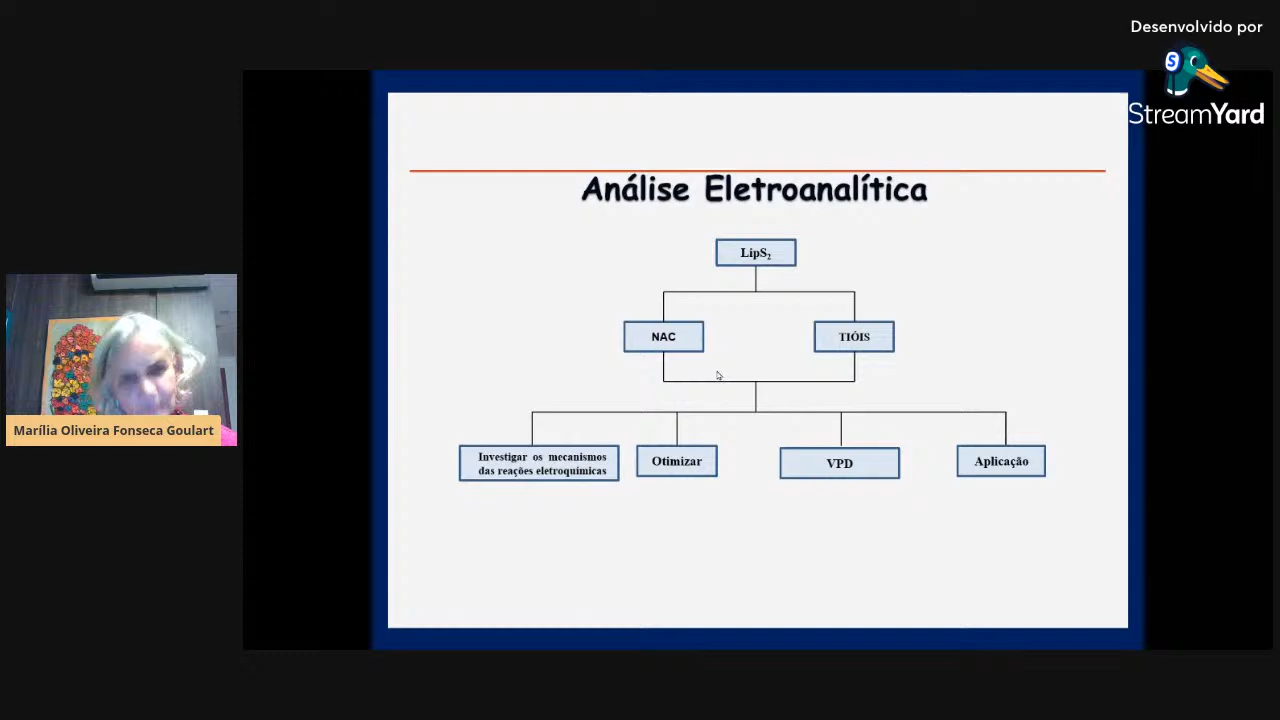 Desenvolvido por
StreamYard
Análise Eletroanalítica
LipS₂
NAC
TIÓIS
Investigar os mecanismos
das reações eletroquimicas
Otimizar
VPD
Aplicação
Marília Oliveira Fonseca Goulart